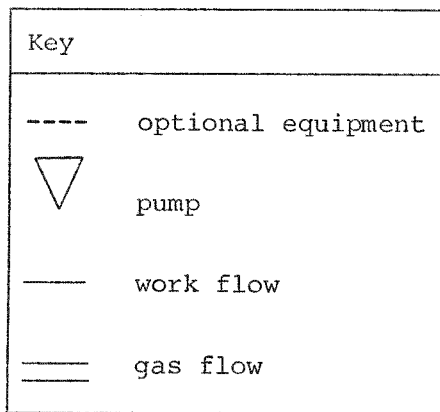 Key
optional equipment
pump
work flow
gas flow